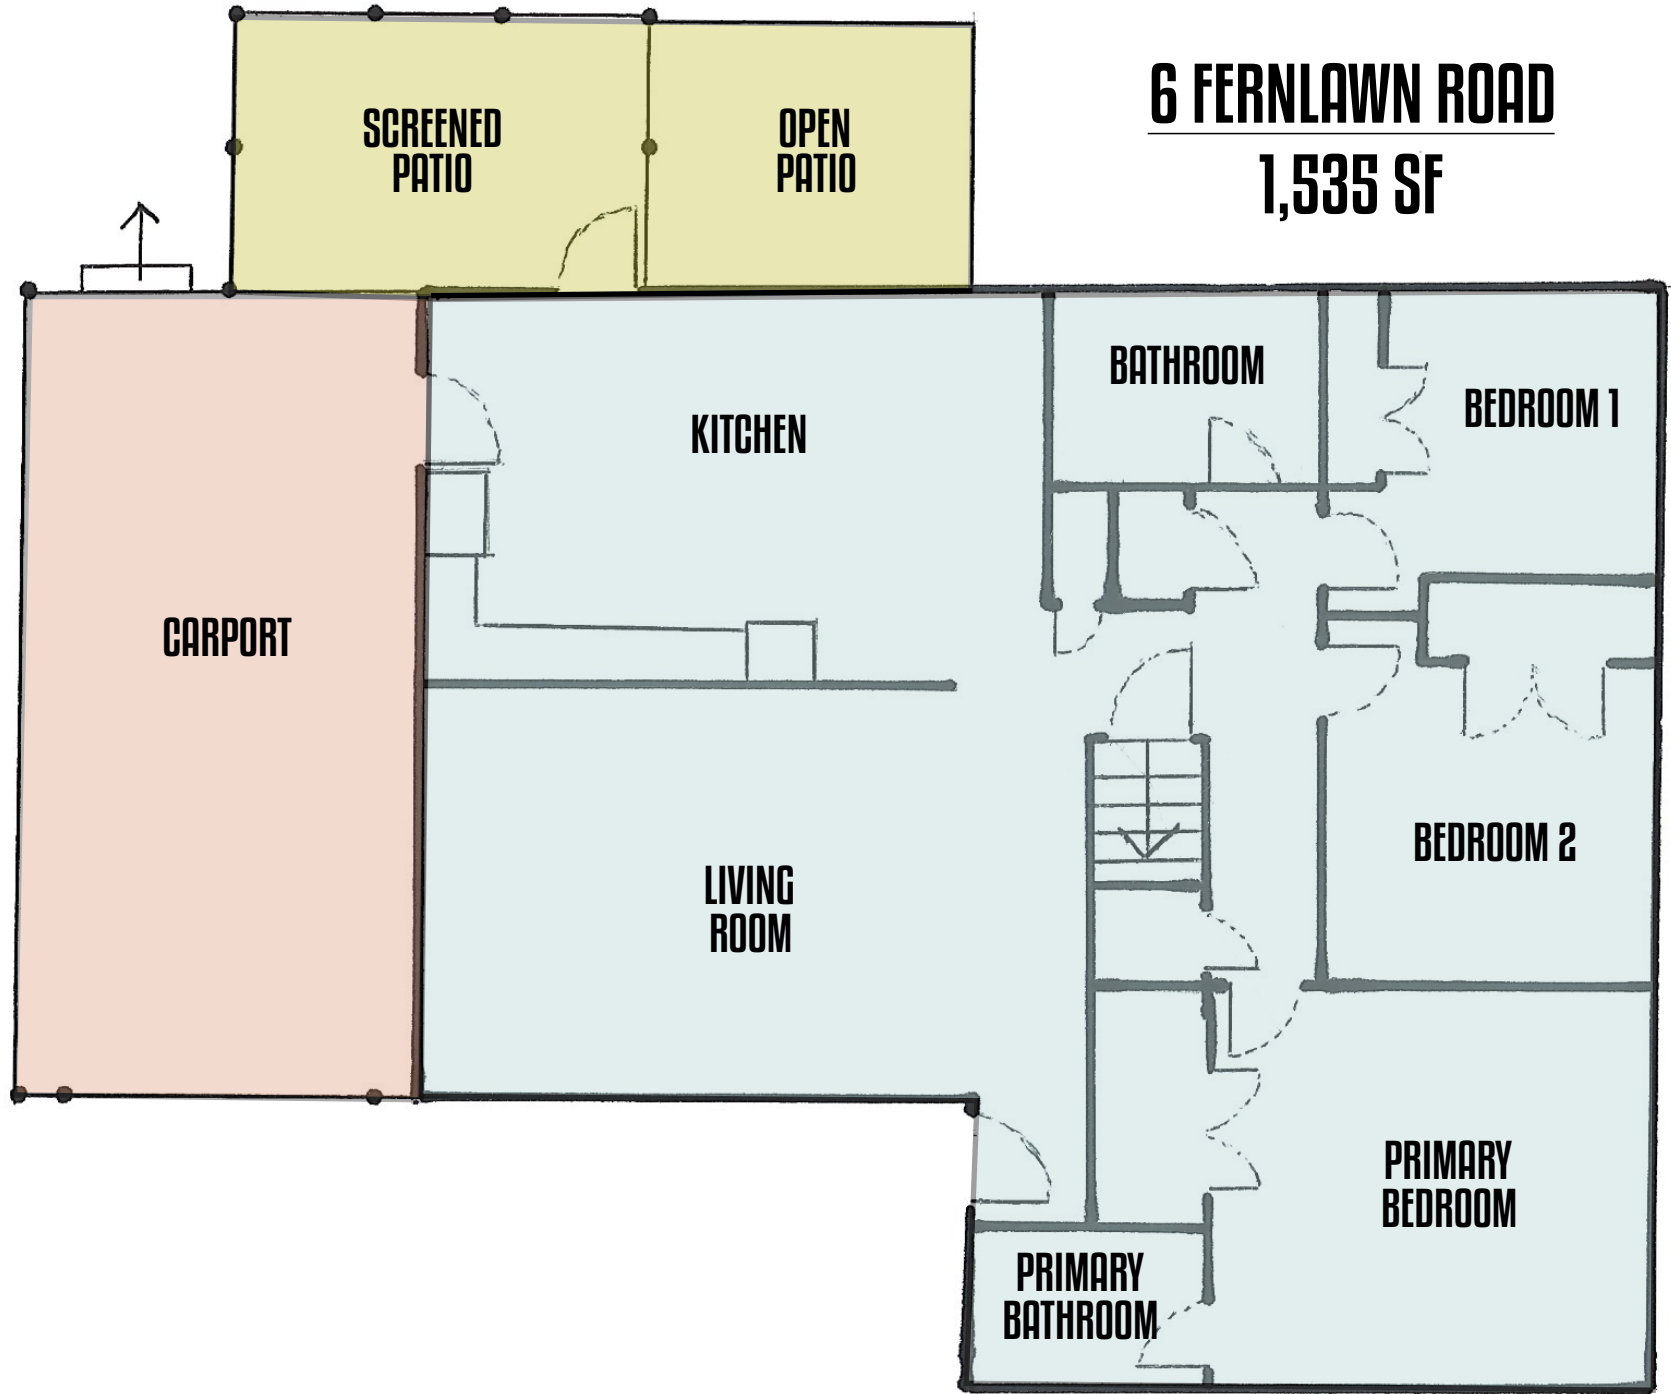 6 FERNLAWN ROAD
1,535 SF
SCREENED
PATIO
OPEN
PATIO
BATHROOM
BEDROOM 1
KITCHEN
CARPORT
BEDROOM 2
LIVING
ROOM
PRIMARY
BEDROOM
PRIMARY
BATHROOM